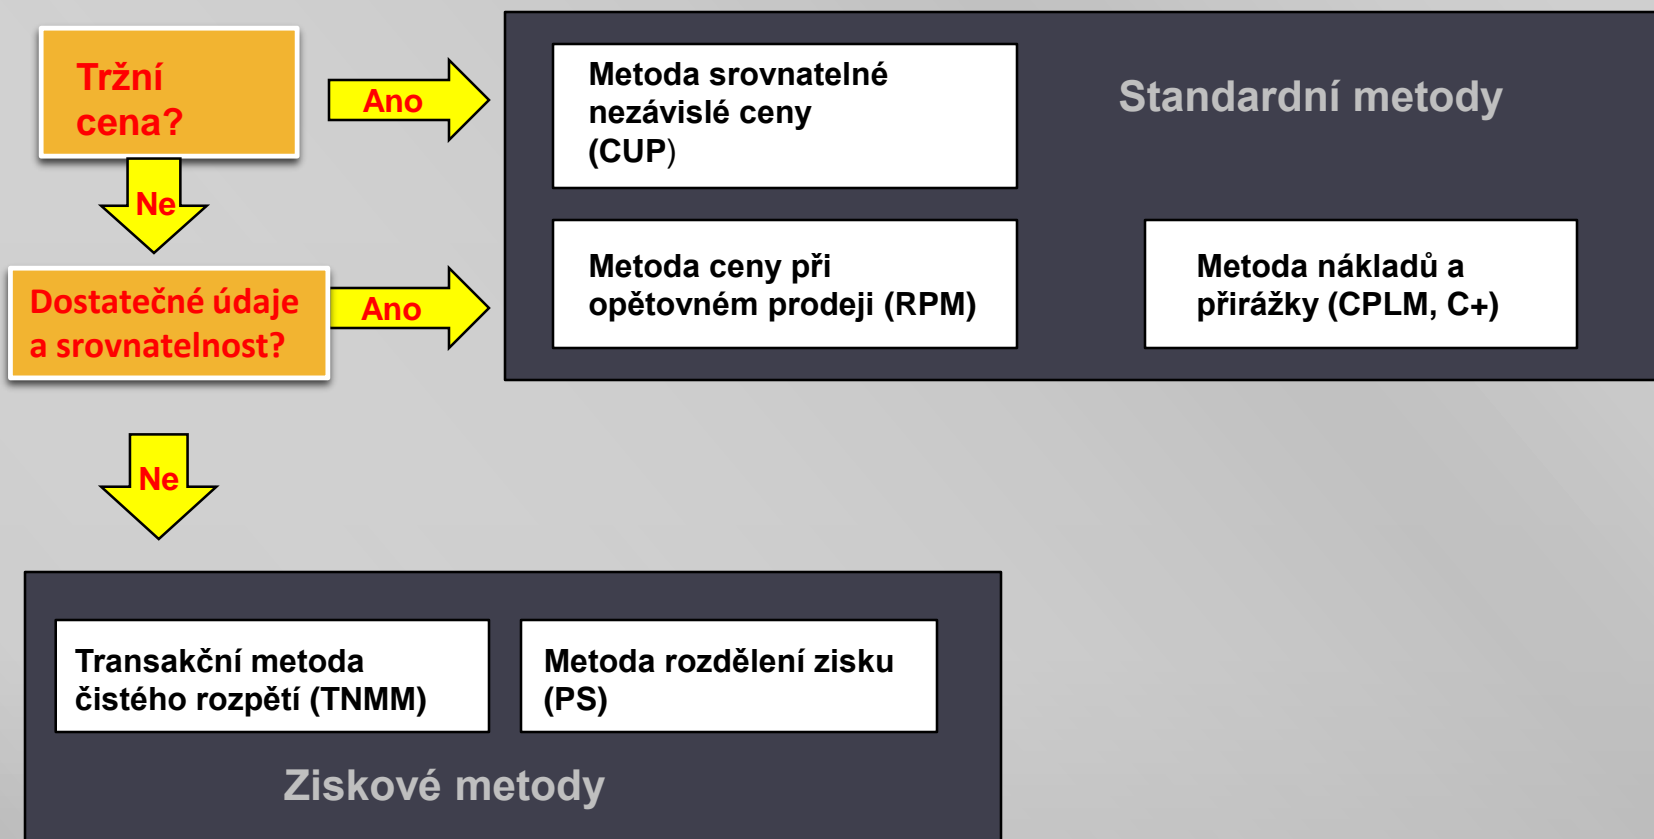 Tržní
cena?
Ano
Metoda srovnatelné
nezávislé ceny
(CUP)
Standardní metody
Ne
Dostatečné údaje
a srovnatelnost?
Ano
Metoda ceny při
opětovném prodeji (RPM)
Metoda nákladů a
přirážky (CPLM, C+)
Ne
Transakční metoda
čistého rozpětí (TNMM)
Metoda rozdělení zisku
(PS)
Ziskové metody